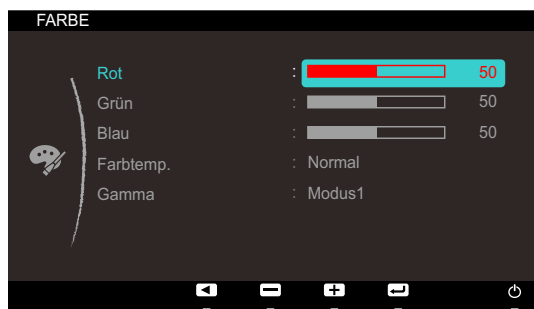 FARBE
Rot : 50
Grün : 50
Blau : 50
Farbtemp. : Normal
Gamma : Modus1